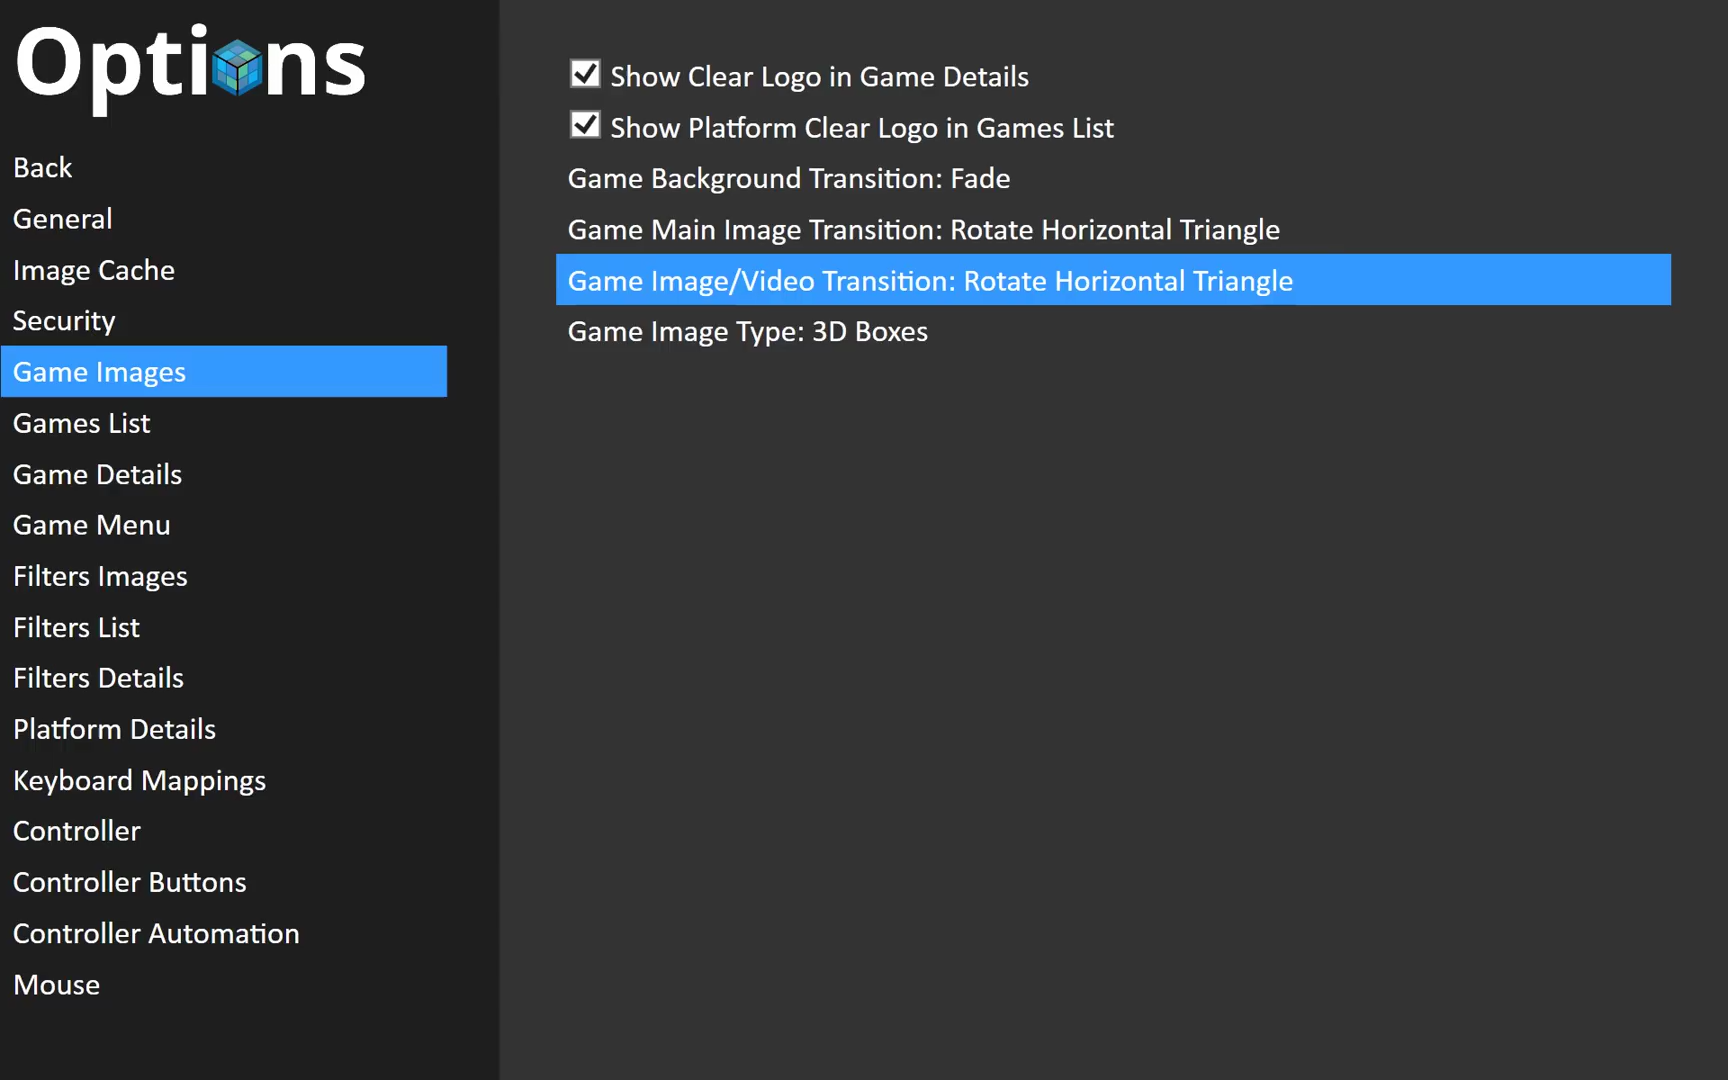 Options
Back
General
Image Cache
Security
Game Images
Games List
Game Details
Game Menu
Filters Images
Filters List
Filters Details
Platform Details
Keyboard Mappings
Controller
Controller Buttons
Controller Automation
Mouse
Show Clear Logo in Game Details
Show Platform Clear Logo in Games List
Game Background Transition: Fade
Game Main Image Transition: Rotate Horizontal Triangle
Game Image/Video Transition: Rotate Horizontal Triangle
Game Image Type: 3D Boxes